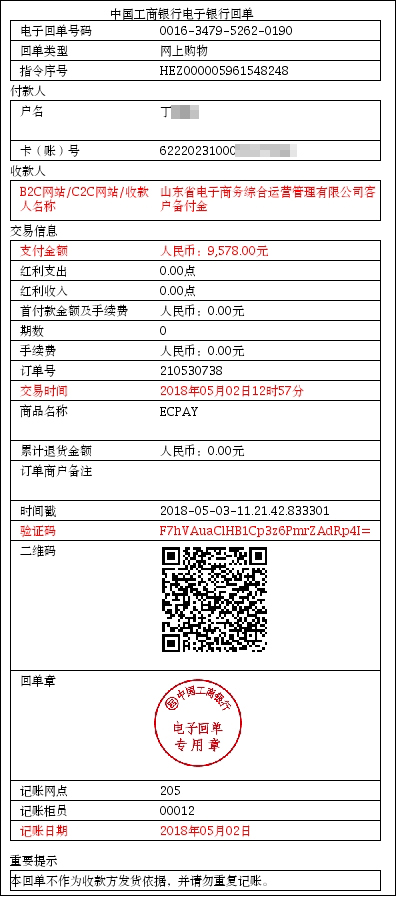 中国工商银行电子银行回单
电子回单号码 0016-3479-5262-0190
回单类型 网上购物
指令序号 HEZ000005961548248
付款人
户名 丁
卡（账）号 62220231000
收款人
B2C网站/C2C网站/收款 山东省电子商务综合运营管理有限公司客
人名称 户备付金
交易信息
支付金额 人民币：9,578.00元
红利支出 0.00点
红利收入 0.00点
首付款金额及手续费 人民币：0.00元
期数 0
手续费 人民币：0.00元
订单号 210530738
交易时间 2018年05月02日12时57分
商品名称 ECPAY
累计退货金额 人民币：0.00元
订单商户备注
时间戳 2018-05-03-11.21.42.833301
验证码 F7hVAuaClHB1Cp3z6PmrZAdRp4I=
二维码
回单章
中国工商银行
电子回单
专用章
记账网点 205
记账柜员 00012
记账日期 2018年05月02日
重要提示
本回单不作为收款方发货依据，并请勿重复记账。